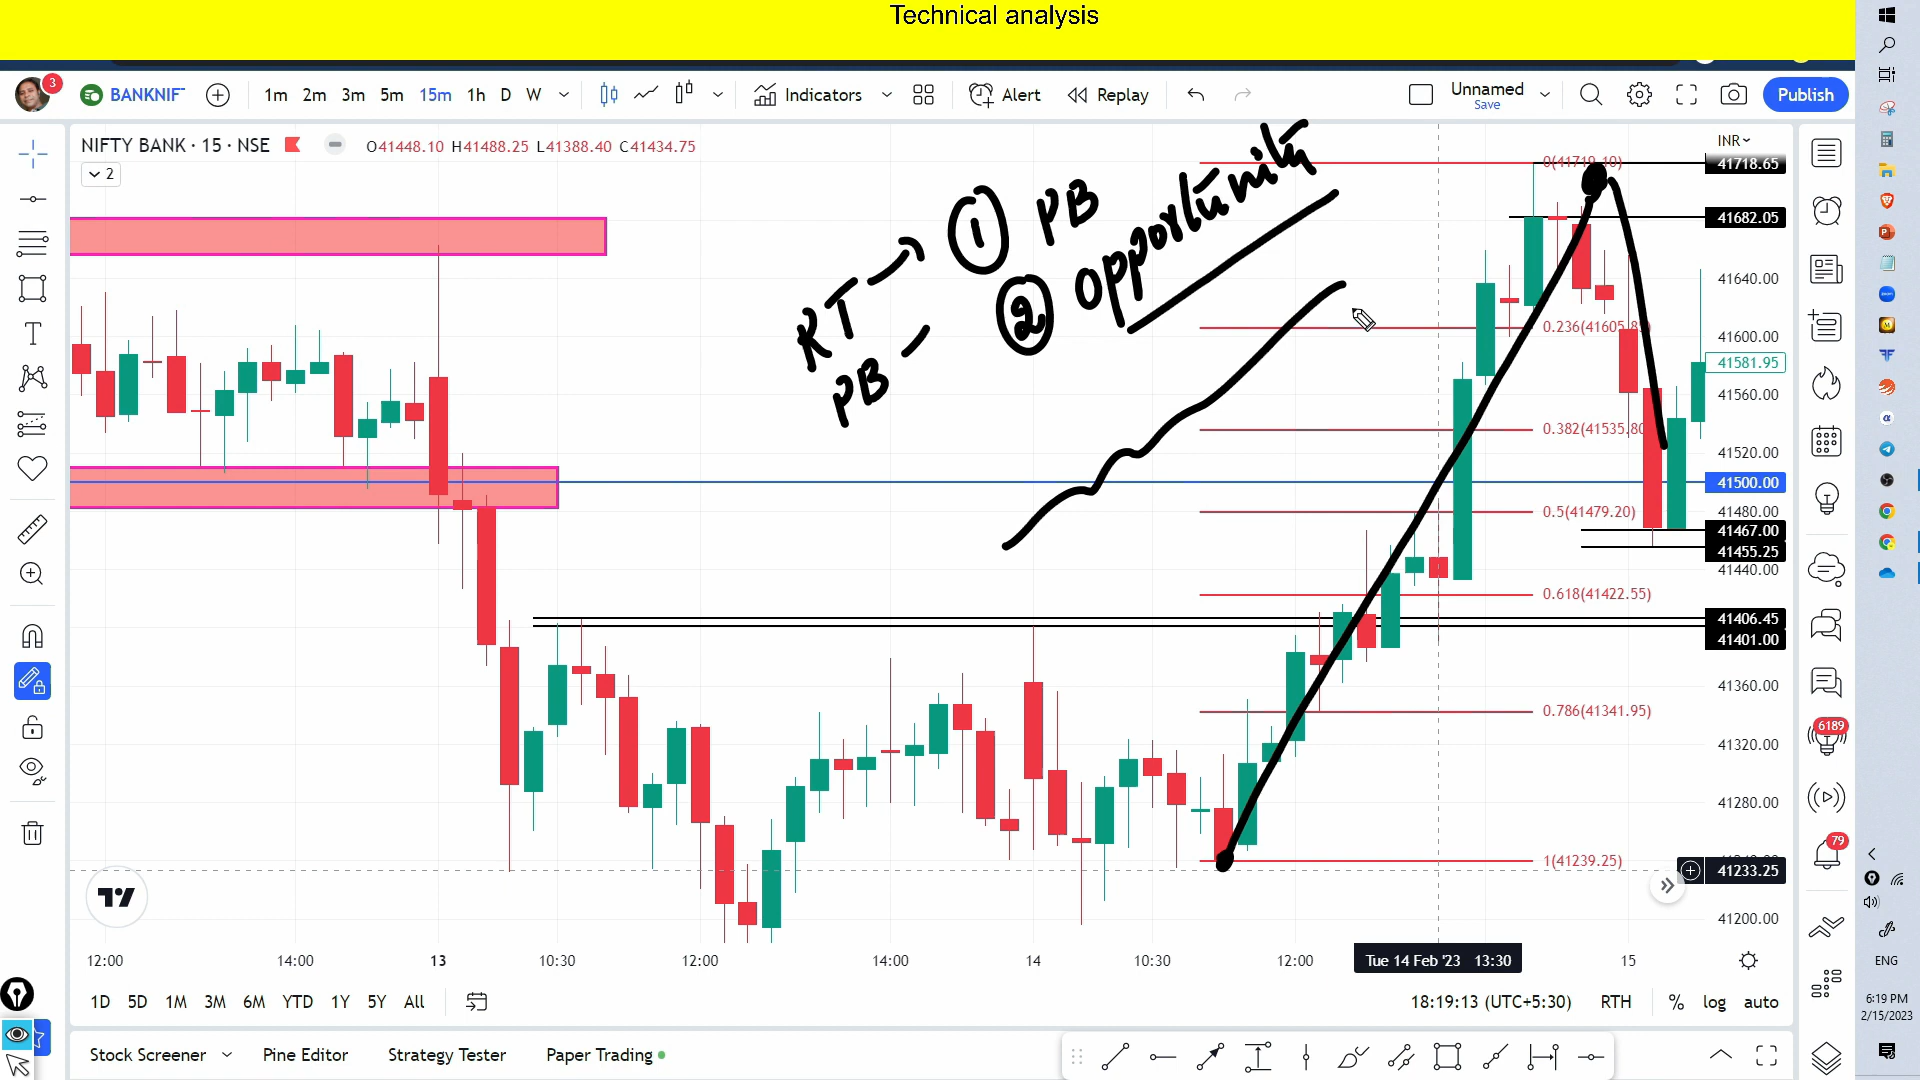 Technical analysis
3
BANKNIF
1m 2m 3m 5m 15m 1h D W
Indicators
Alert
Replay
Unnamed
Save
Publish
NIFTY BANK · 15 · NSE
O41448.10 H41488.25 L41388.40 C41434.75
2
INR
RT → ① PB
PB - ② opportunity
0(41719.10)
0.236(41605.85)
0.382(41535.80)
0.5(41479.20)
0.618(41422.55)
0.786(41341.95)
1(41239.25)
41718.65
41682.05
41640.00
41600.00
41581.95
41560.00
41520.00
41500.00
41480.00
41467.00
41455.25
41440.00
41406.45
41401.00
41360.00
41320.00
41280.00
41233.25
41200.00
12:00 14:00 13 10:30 12:00 14:00 14 10:30 12:00 Tue 14 Feb '23 13:30 15
1D 5D 1M 3M 6M YTD 1Y 5Y All
18:19:13 (UTC+5:30) RTH % log auto
Stock Screener Pine Editor Strategy Tester Paper Trading
6189
79
ENG
6:19 PM
2/15/2023